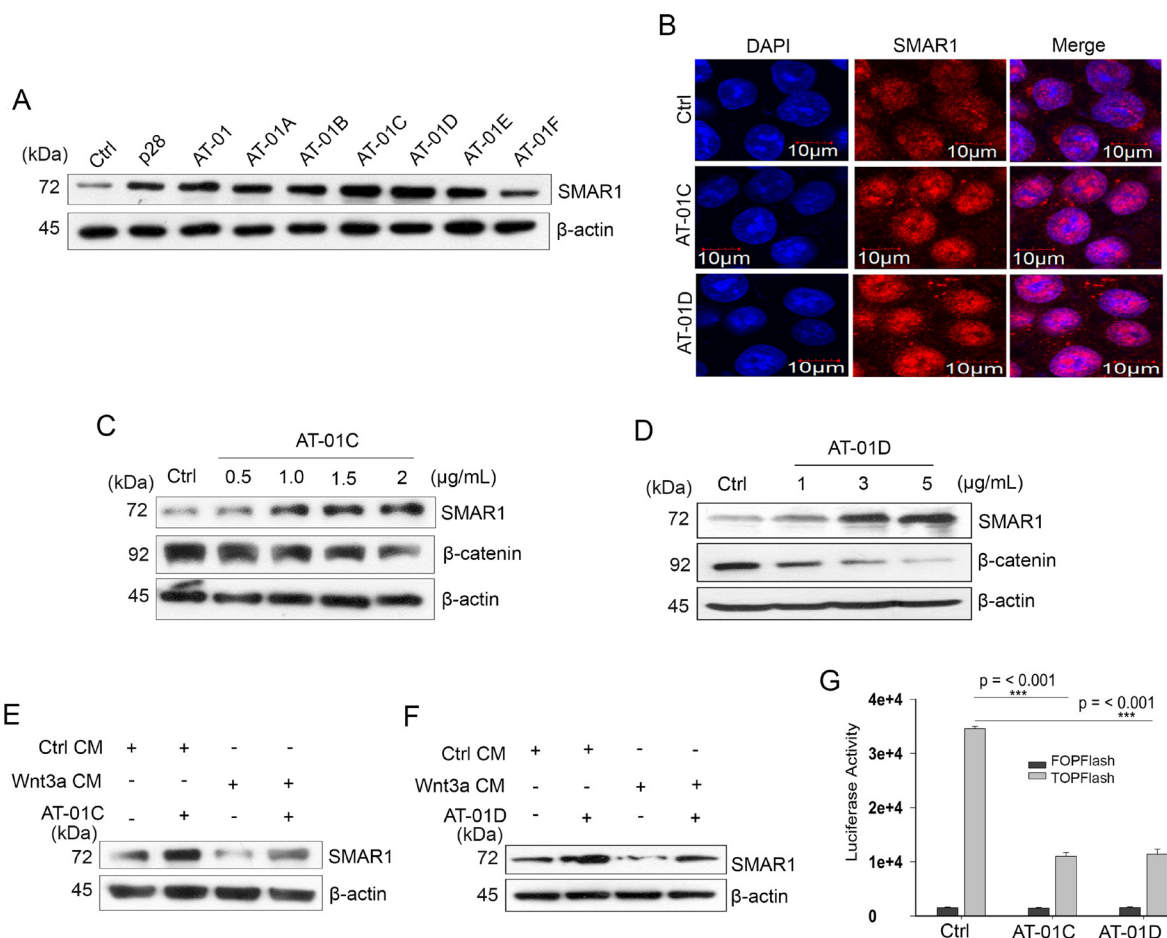 A
(kDa) Ctrl p28 AT-01 AT-01A AT-01B AT-01C AT-01D AT-01E AT-01F
72 SMAR1
45 β-actin
B
DAPI SMAR1 Merge
Ctrl
10µm 10µm 10µm
AT-01C
10µm 10µm 10µm
AT-01D
10µm 10µm 10µm
C
AT-01C
(kDa) Ctrl 0.5 1.0 1.5 2 (µg/mL)
72 SMAR1
92 β-catenin
45 β-actin
D
AT-01D
(kDa) Ctrl 1 3 5 (µg/mL)
72 SMAR1
92 β-catenin
45 β-actin
E
Ctrl CM + + - -
Wnt3a CM - - + +
AT-01C - + - +
(kDa)
72 SMAR1
45 β-actin
F
Ctrl CM + + - -
Wnt3a CM - - + +
AT-01D - + - +
(kDa)
72 SMAR1
45 β-actin
G
p = < 0.001
***
p = < 0.001
***
4e+4
3e+4
2e+4
1e+4
0
Luciferase Activity
FOPFlash
TOPFlash
Ctrl AT-01C AT-01D